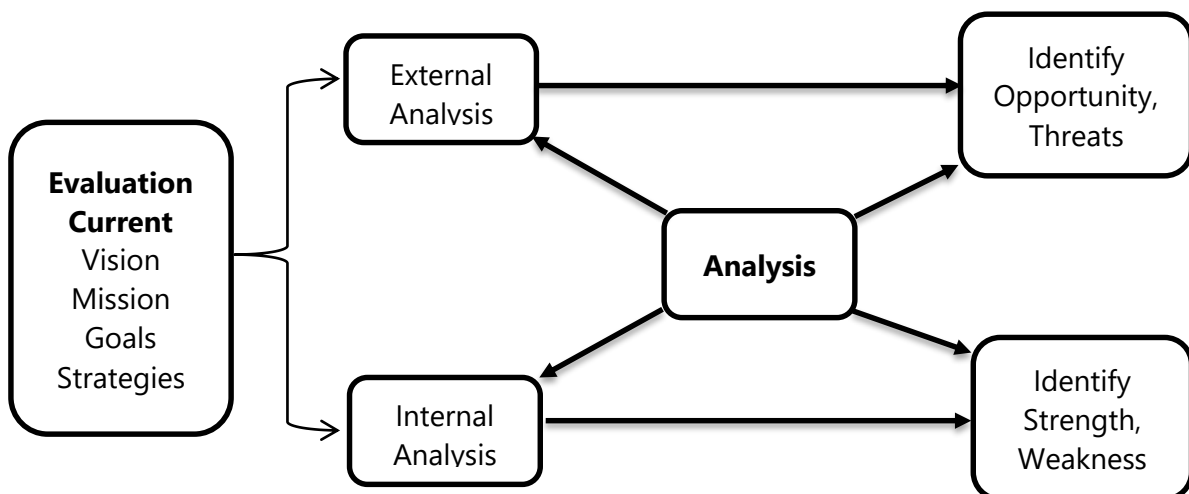 Evaluation
Current
Vision
Mission
Goals
Strategies
External
Analysis
Identify
Opportunity,
Threats
Analysis
Internal
Analysis
Identify
Strength,
Weakness